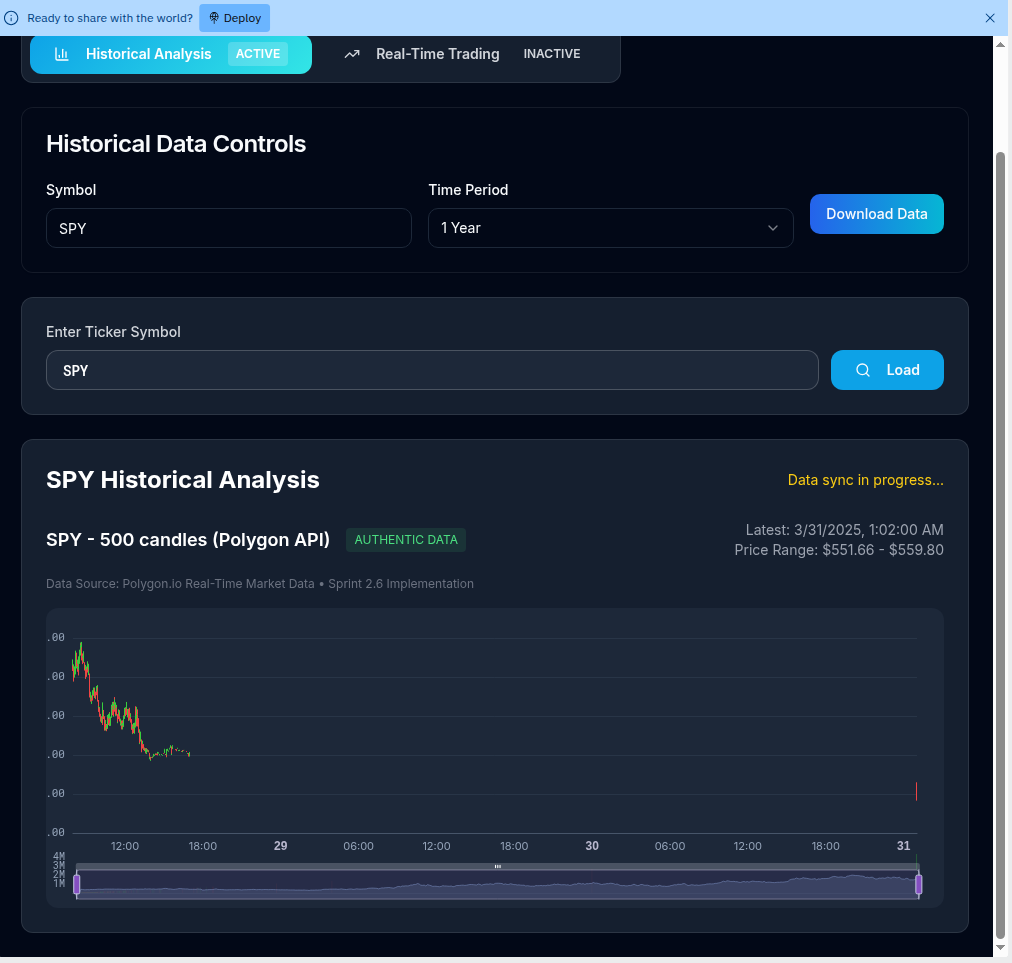 Ready to share with the world? Deploy
Historical Analysis ACTIVE Real-Time Trading INACTIVE
Historical Data Controls
Symbol Time Period
SPY 1 Year Download Data
Enter Ticker Symbol
SPY Load
SPY Historical Analysis Data sync in progress...
SPY - 500 candles (Polygon API) AUTHENTIC DATA
Latest: 3/31/2025, 1:02:00 AM
Price Range: $551.66 - $559.80
Data Source: Polygon.io Real-Time Market Data • Sprint 2.6 Implementation
.00
.00
.00
.00
.00
.00
12:00 18:00 29 06:00 12:00 18:00 30 06:00 12:00 18:00 31
4M
3M
2M
1M